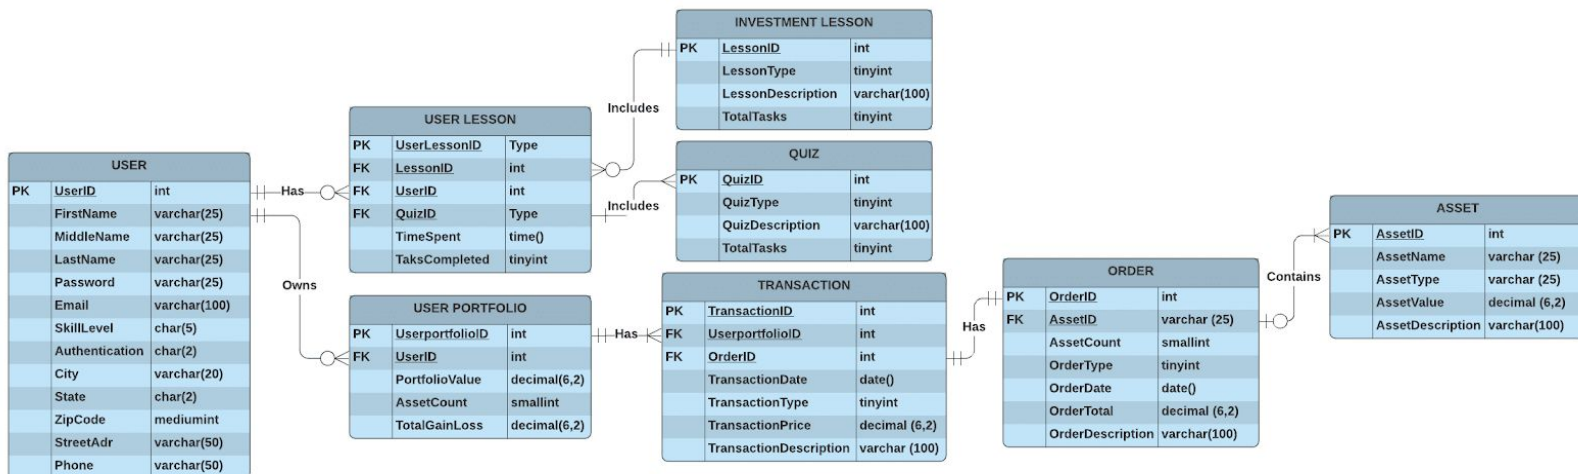 USER
PK UserID int
FirstName varchar(25)
MiddleName varchar(25)
LastName varchar(25)
Password varchar(25)
Email varchar(100)
SkillLevel char(5)
Authentication char(2)
City varchar(20)
State char(2)
ZipCode mediumint
StreetAdr varchar(50)
Phone varchar(50)
Has
Owns
USER LESSON
PK UserLessonID Type
FK LessonID int
FK UserID int
FK QuizID Type
TimeSpent time()
TaksCompleted tinyint
Includes
Includes
INVESTMENT LESSON
PK LessonID int
LessonType tinyint
LessonDescription varchar(100)
TotalTasks tinyint
QUIZ
PK QuizID int
QuizType tinyint
QuizDescription varchar(100)
TotalTasks tinyint
USER PORTFOLIO
PK UserportfolioID int
FK UserID int
PortfolioValue decimal(6,2)
AssetCount smallint
TotalGainLoss decimal(6,2)
Has
TRANSACTION
PK TransactionID int
FK UserportfolioID int
FK OrderID int
TransactionDate date()
TransactionType tinyint
TransactionPrice decimal (6,2)
TransactionDescription varchar (100)
Has
ORDER
PK OrderID int
FK AssetID varchar (25)
AssetCount smallint
OrderType tinyint
OrderDate date()
OrderTotal decimal (6,2)
OrderDescription varchar(100)
Contains
ASSET
PK AssetID int
AssetName varchar (25)
AssetType varchar (25)
AssetValue decimal (6,2)
AssetDescription varchar(100)